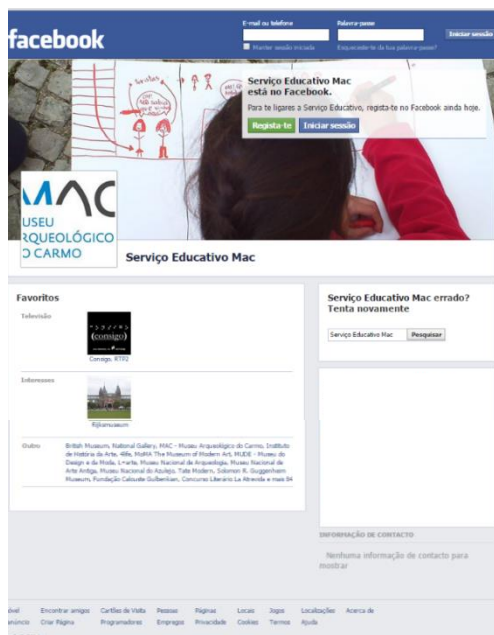 facebook
E-mail ou telefone
Palavra-passe
Iniciar sessão
Manter sessão iniciada
Esqueceste-te da tua palavra-passe?
Serviço Educativo Mac
está no Facebook.
Para te ligares a Serviço Educativo, regista-te no Facebook ainda hoje.
Regista-te
Iniciar sessão
MAC
USEU
RQUEOLÓGICO
O CARMO
Serviço Educativo Mac
Favoritos
Televisão
(consigo)
Consigo, RTP2
Interesses
Rijksmuseum
Outro
British Museum, National Gallery, MAC - Museu Arqueológico do Carmo, Instituto
de História da Arte, 4life, MoMA The Museum of Modern Art, MUDE - Museu do
Design e da Moda, L+arte, Museu Nacional de Arqueologia, Museu Nacional de
Arte Antiga, Museu Nacional do Azulejo, Tate Modern, Solomon R. Guggenheim
Museum, Fundação Calouste Gulbenkian, Concurso Literário La Atrevida e mais 84
Serviço Educativo Mac errado?
Tenta novamente
Serviço Educativo Mac
Pesquisar
INFORMAÇÃO DE CONTACTO
Nenhuma informação de contacto para
mostrar
Encontrar amigos
Cartões de Visita
Pessoas
Páginas
Locais
Jogos
Localizações
Acerca de
núncio
Criar Página
Programadores
Empregos
Privacidade
Cookies
Termos
Ajuda